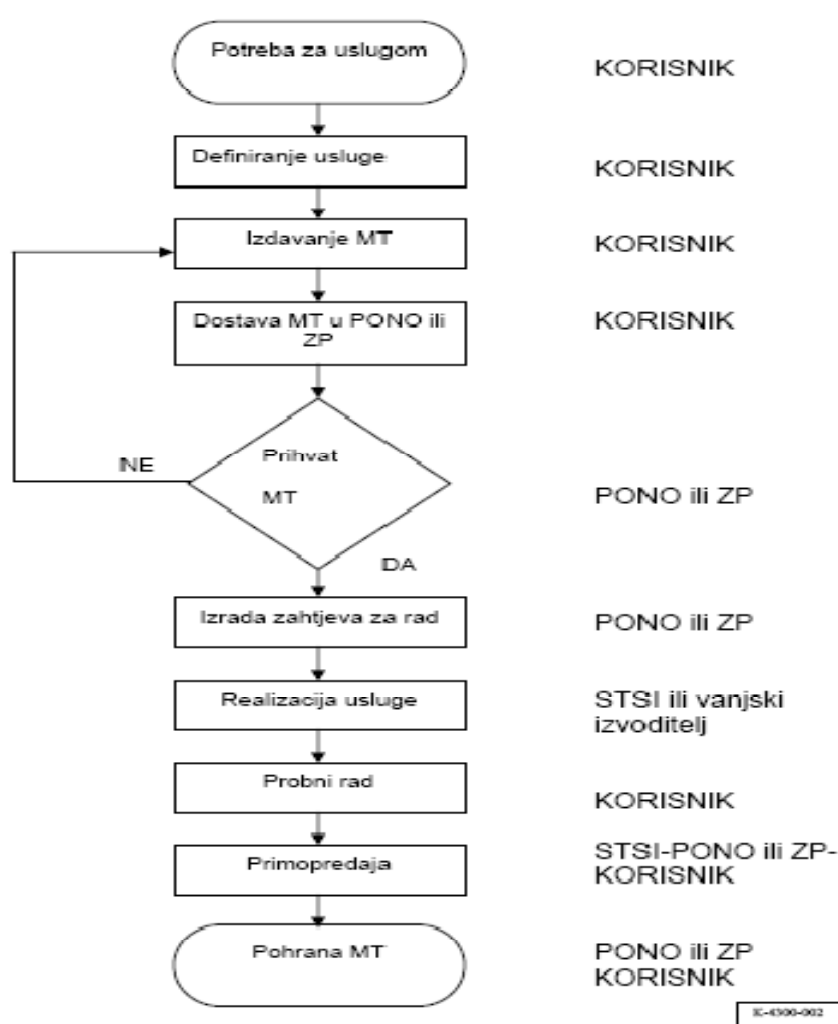 Potreba za uslugom
KORISNIK
Definiranje usluge
KORISNIK
Izdavanje MT
KORISNIK
Dostava MT u PONO ili
ZP
KORISNIK
Prihvat
MT
NE
DA
PONO ili ZP
Izrada zahtjeva za rad
PONO ili ZP
Realizacija usluge
STSI ili vanjski
izvoditelj
Probni rad
KORISNIK
Primopredaja
STSI-PONO ili ZP-
KORISNIK
Pohrana MT
PONO ili ZP
KORISNIK
K-4300-002